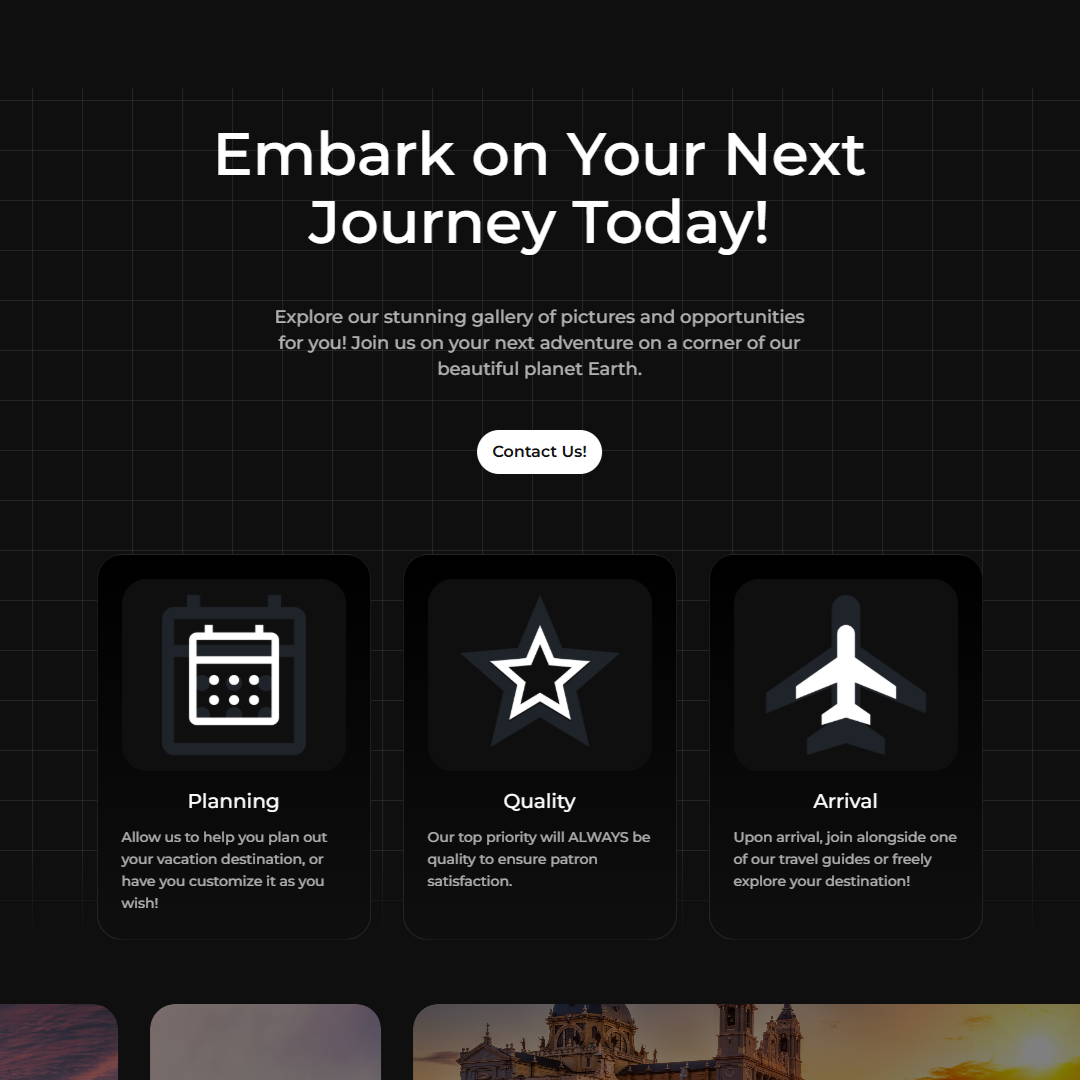 Embark on Your Next
Journey Today!
Explore our stunning gallery of pictures and opportunities
for you! Join us on your next adventure on a corner of our
beautiful planet Earth.
Contact Us!
Planning
Allow us to help you plan out
your vacation destination, or
have you customize it as you
wish!
Quality
Our top priority will ALWAYS be
quality to ensure patron
satisfaction.
Arrival
Upon arrival, join alongside one
of our travel guides or freely
explore your destination!